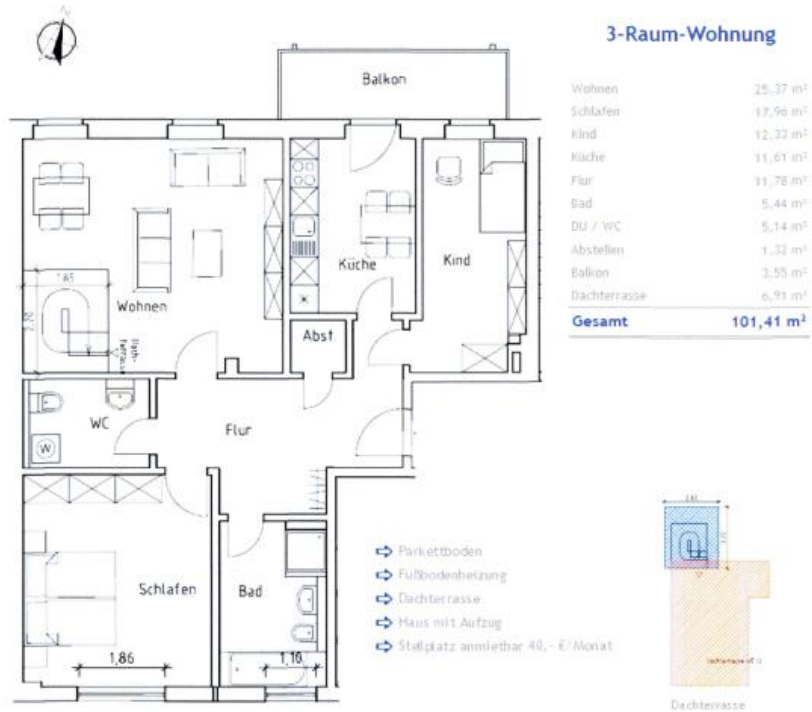 3-Raum-Wohnung
Wohnen 25,37 m²
Schlafen 17,96 m²
Kind 12,33 m²
Küche 11,61 m²
Flur 11,78 m²
Bad 5,44 m²
DU / WC 5,14 m²
Abstellen 1,32 m²
Balkon 3,55 m²
Dachterrasse 6,91 m²
Gesamt 101,41 m²
Balkon
Küche
Kind
1,65
Wohnen
2,20
Abst
WC
Flur
W
Schlafen
Bad
1,86
1,10
Parkettboden
Fußbodenheizung
Dachterrasse
Haus mit Aufzug
Stellplatz anmietbar 40,- €/Monat
Dachterrasse